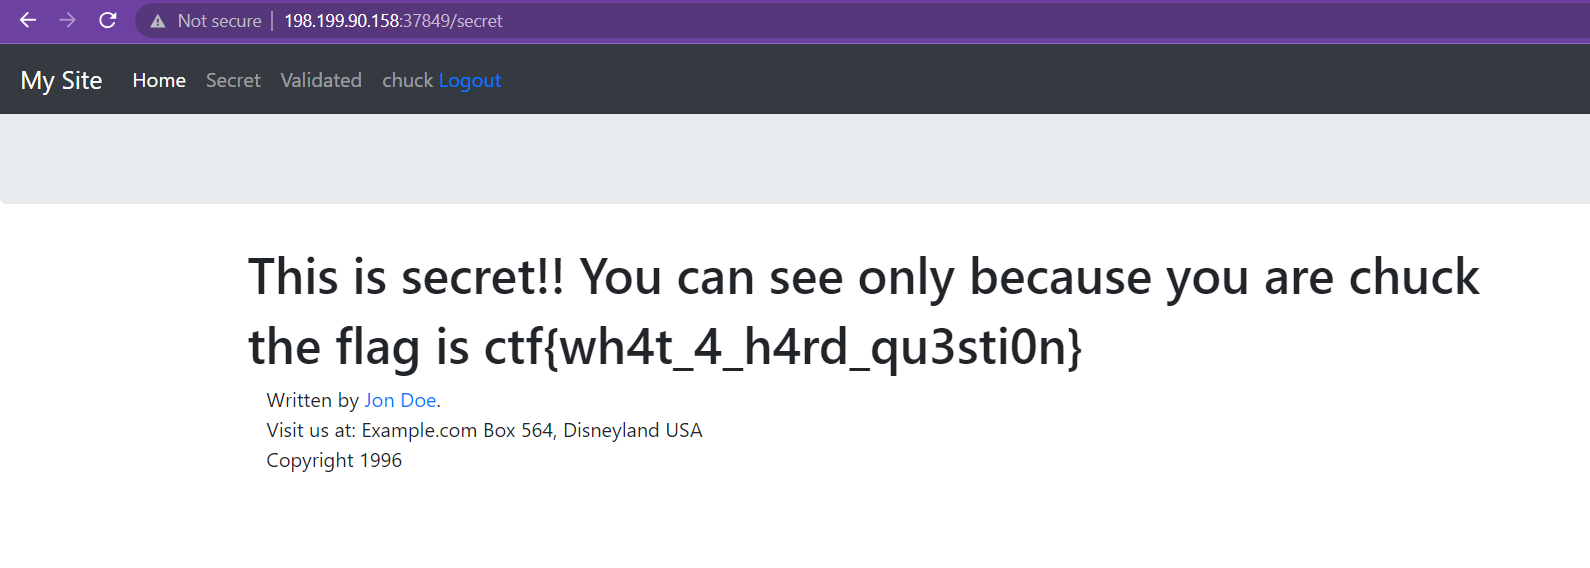 Not secure | 198.199.90.158:37849/secret
My Site Home Secret Validated chuck Logout
This is secret!! You can see only because you are chuck
the flag is ctf{wh4t_4_h4rd_qu3sti0n}
Written by Jon Doe.
Visit us at: Example.com Box 564, Disneyland USA
Copyright 1996